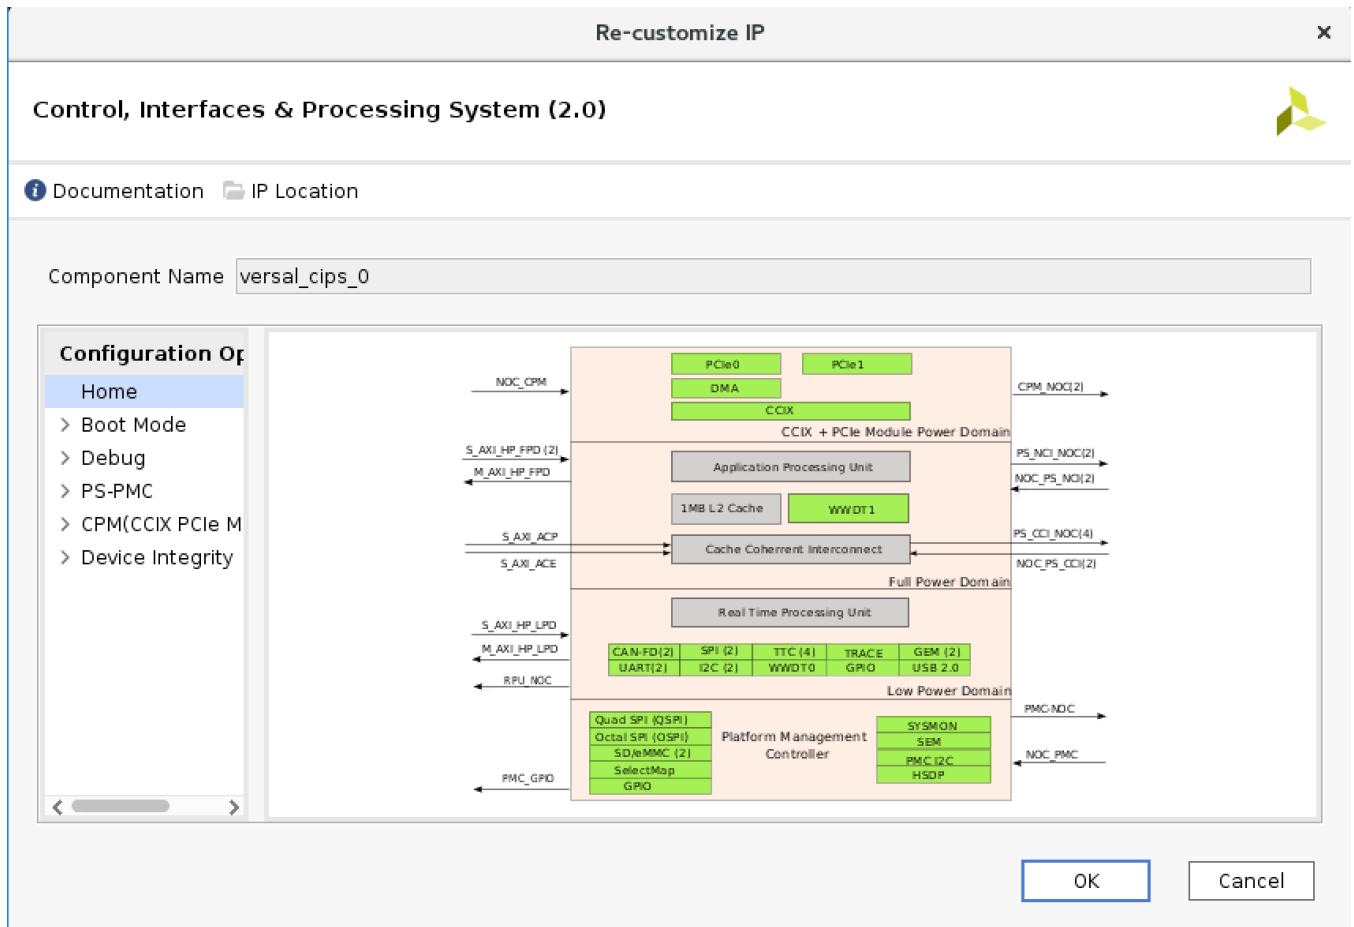 Re-customize IP
Control, Interfaces & Processing System (2.0)
Documentation IP Location
Component Name versal_cips_0
Configuration Op
Home
Boot Mode
Debug
PS-PMC
CPM(CCIX PCIe M
Device Integrity
PCIe0 PCIe1
NOC_CPM
DMA
CPM_NOC(2)
CCIX
CCIX + PCIe Module Power Domain
S_AXI_HP_FPD (2)
PS_NCI_NOC(2)
Application Processing Unit
M_AXI_HP_FPD
NOC_PS_NCI(2)
1MB L2 Cache WWDT1
S_AXI_ACP
PS_CCI_NOC(4)
Cache Coherrent Interconnect
S_AXI_ACE
NOC_PS_CCI(2)
Full Power Domain
Real Time Processing Unit
S_AXI_HP_LPD
M_AXI_HP_LPD
CAN-FD(2) SPI (2) TTC (4) TRACE GEM (2)
UART(2) I2C (2) WWDT0 GPIO USB 2.0
RPU_NOC
Low Power Domain
PMC-NOC
Quad SPI (QSPI)
Octal SPI (OSPI)
SD/eMMC (2)
SelectMap
GPIO
Platform Management
Controller
SYSMON
SEM
PMC I2C
HSDP
NOC_PMC
PMC_GPIO
OK Cancel